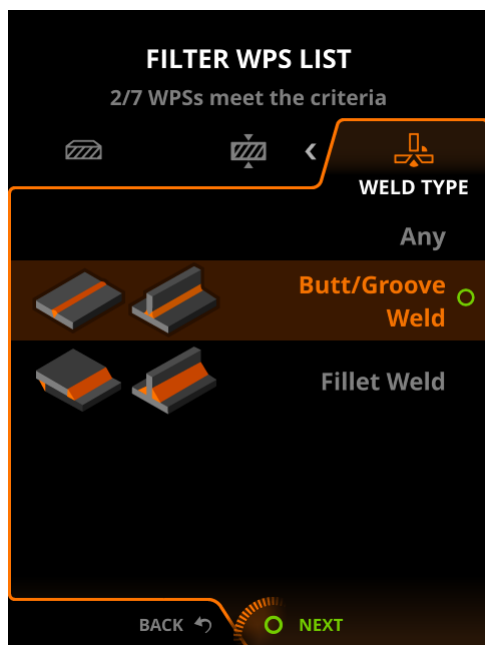 FILTER WPS LIST
2/7 WPSs meet the criteria
WELD TYPE
Any
Butt/Groove
Weld
Fillet Weld
BACK
NEXT